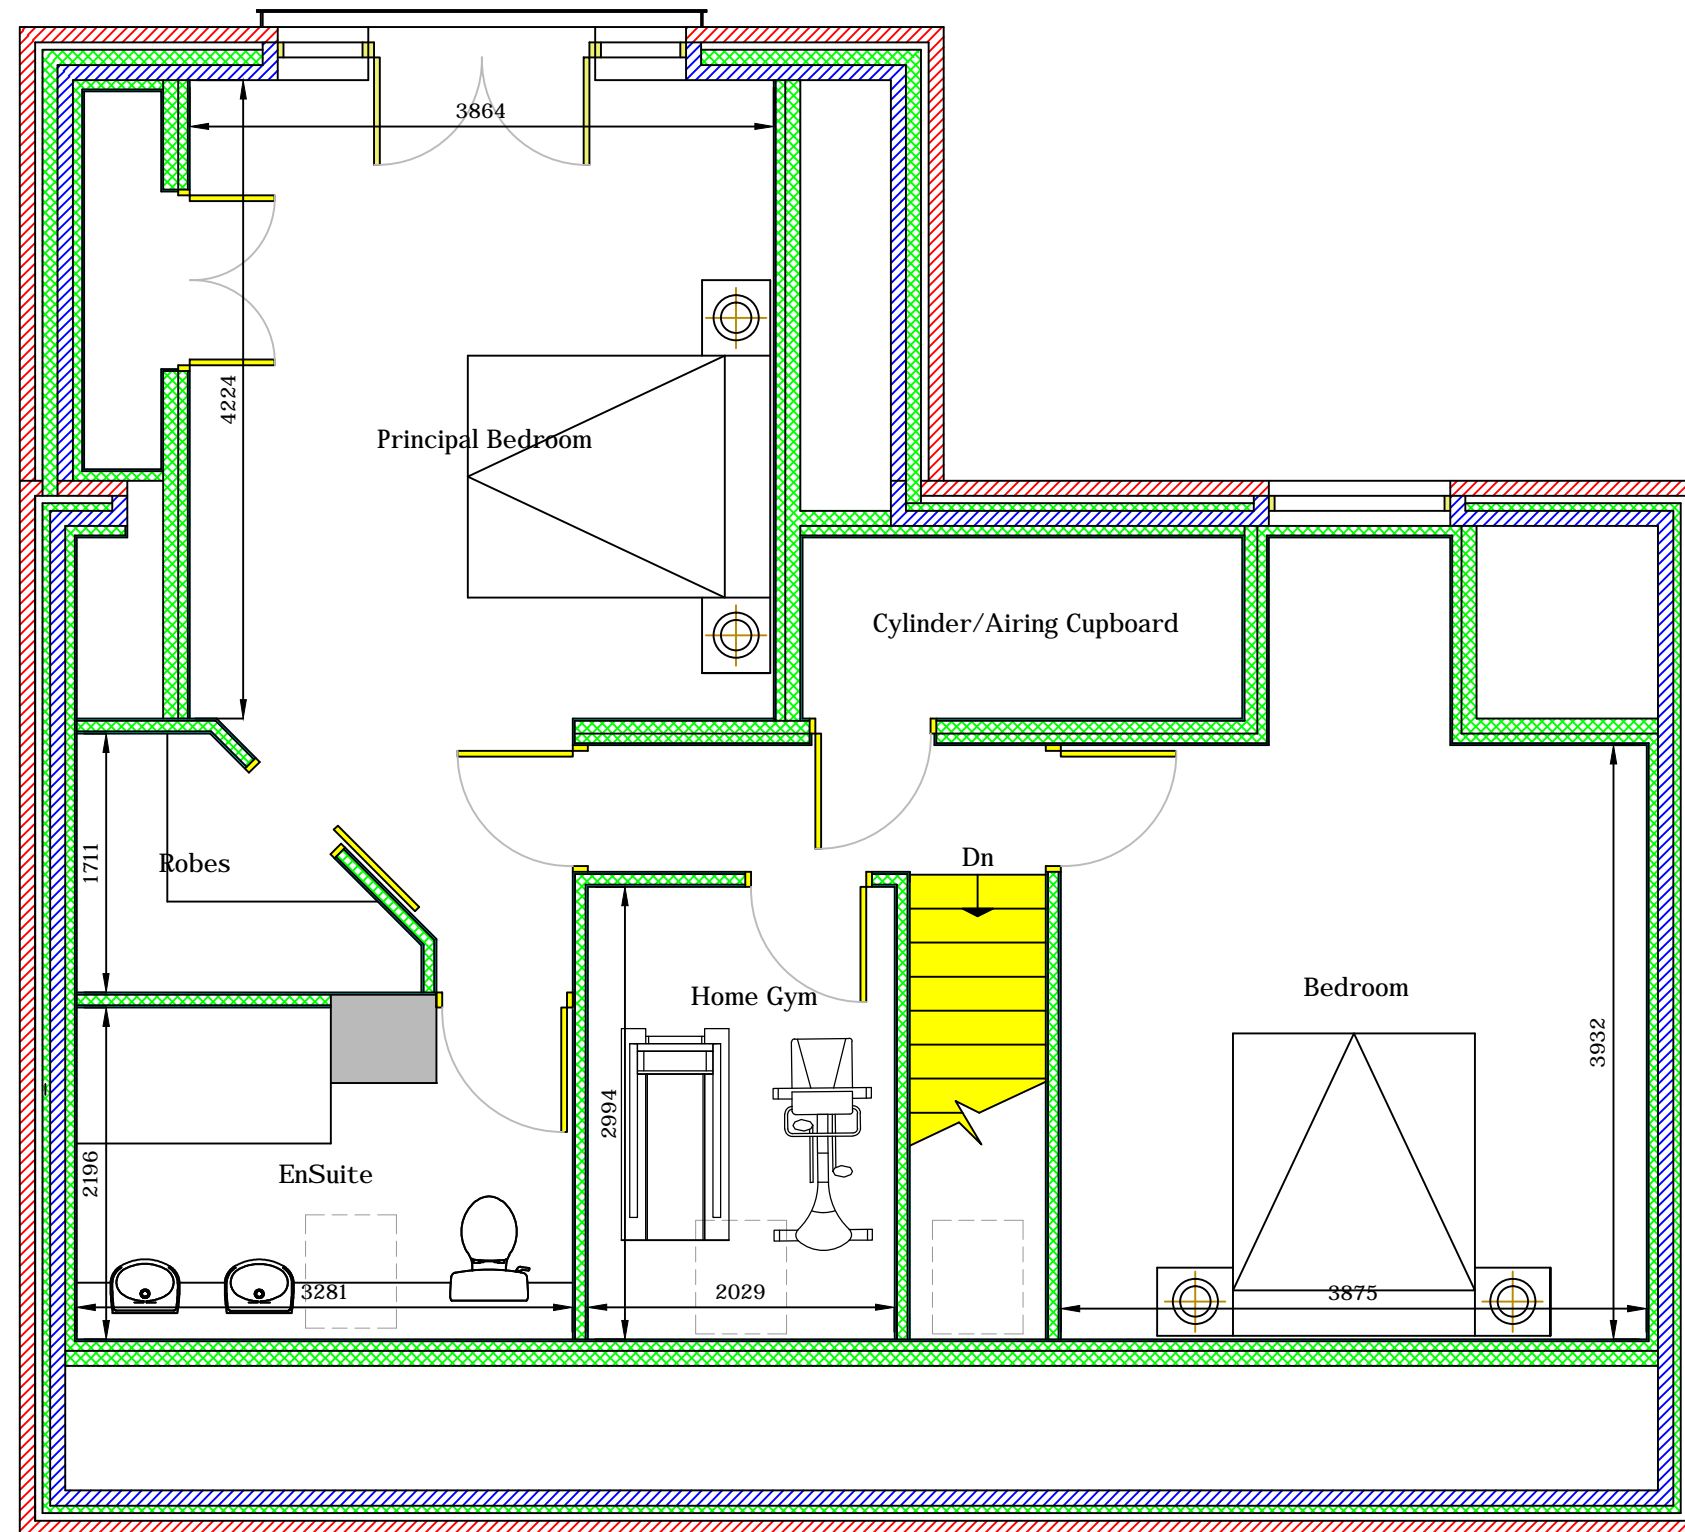 3864
4224
Principal Bedroom
Cylinder/Airing Cupboard
1711
Robes
Dn
Home Gym
Bedroom
3932
2994
2196
EnSuite
3281
2029
3875